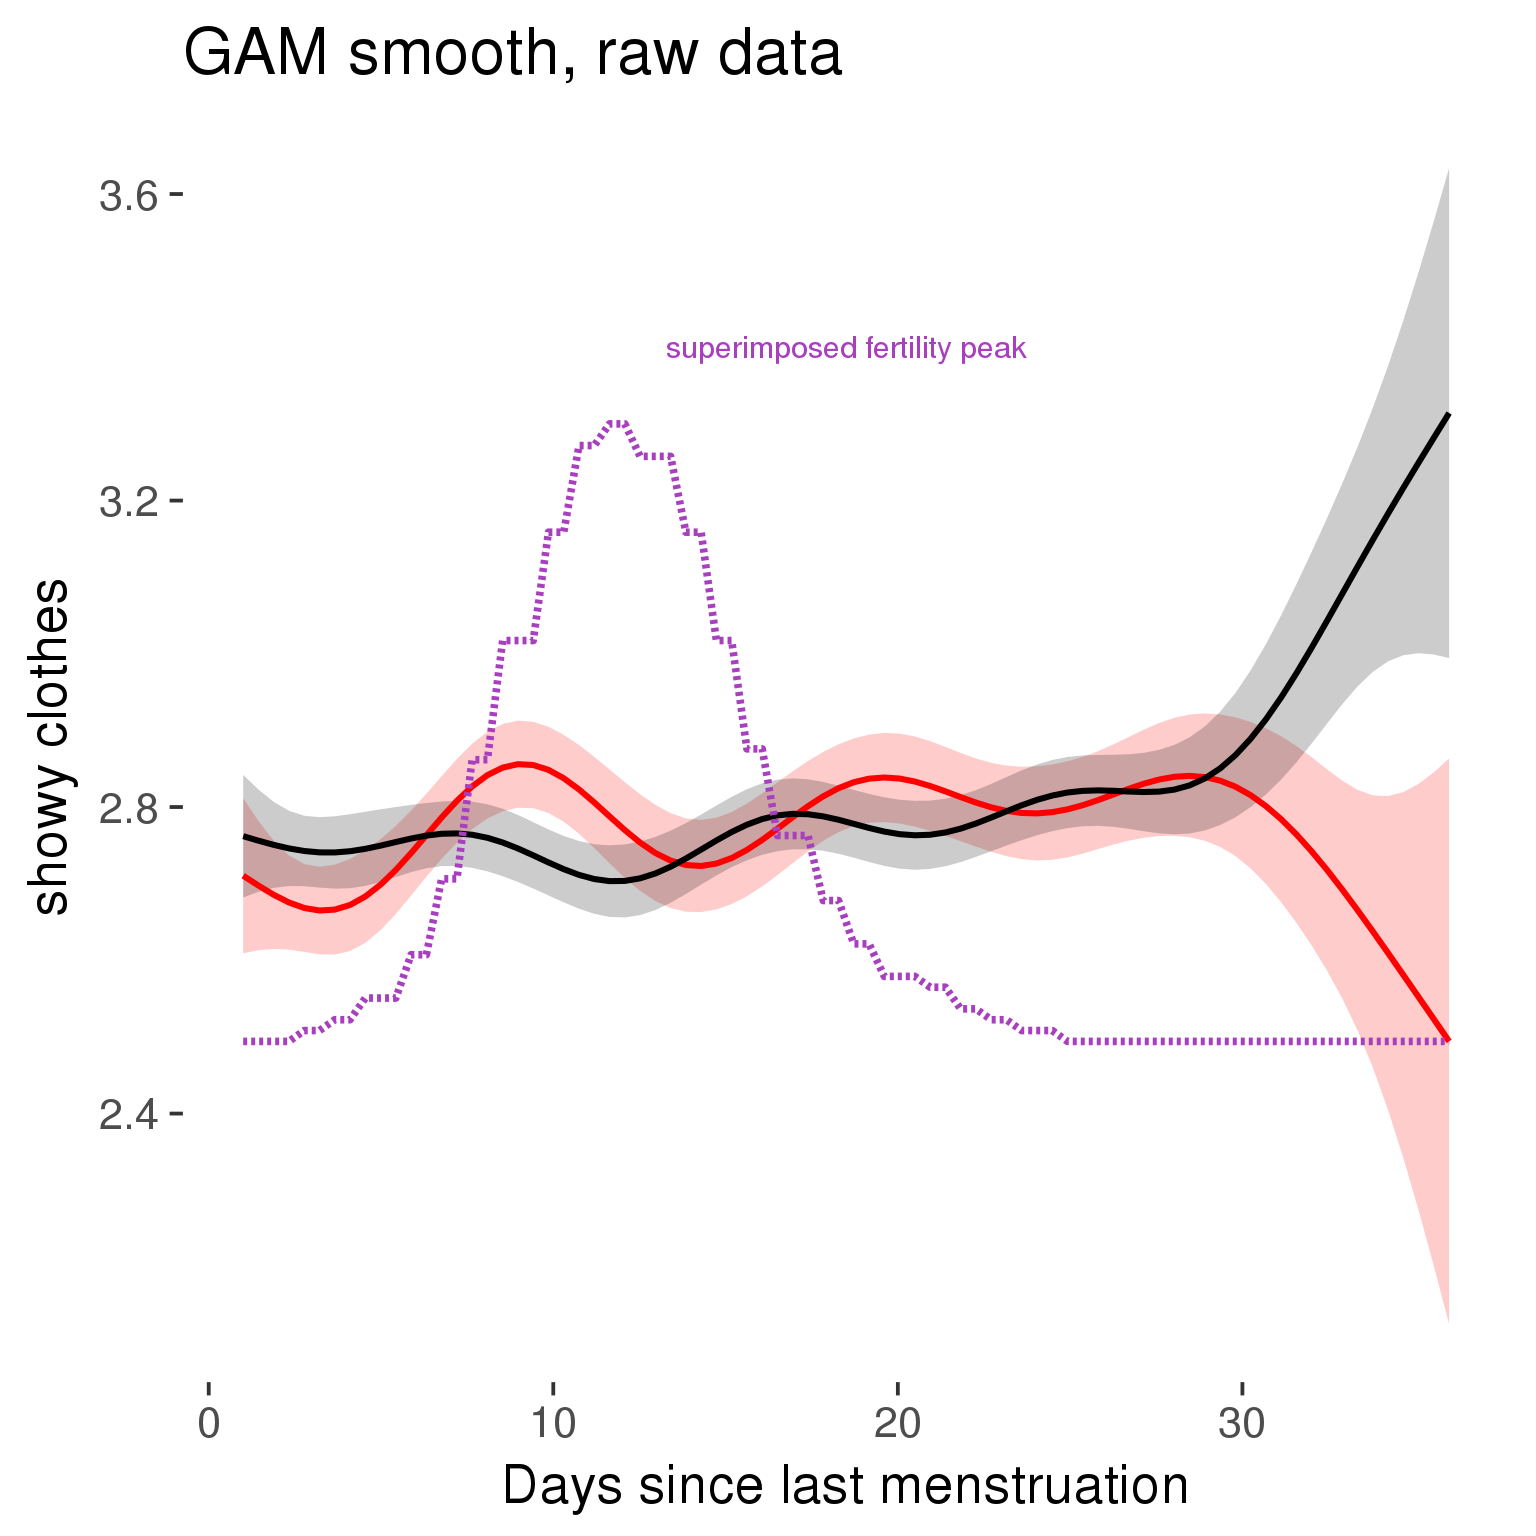 GAM smooth, raw data
3.6
superimposed fertility peak
3.2
showy clothes
2.8
2.4
0 10 20 30
Days since last menstruation